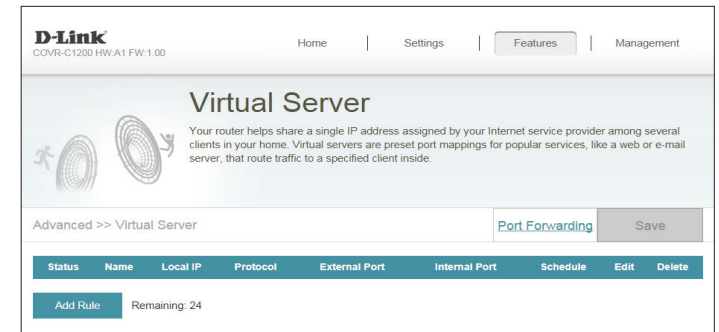 D-Link
COVR-C1200 HW:A1 FW:1.00
Home | Settings | Features | Management
Virtual Server
Your router helps share a single IP address assigned by your Internet service provider among several
clients in your home. Virtual servers are preset port mappings for popular services, like a web or e-mail
server, that route traffic to a specified client inside.
Advanced >> Virtual Server
Port Forwarding
Save
Status Name Local IP Protocol External Port Internal Port Schedule Edit Delete
Add Rule Remaining: 24